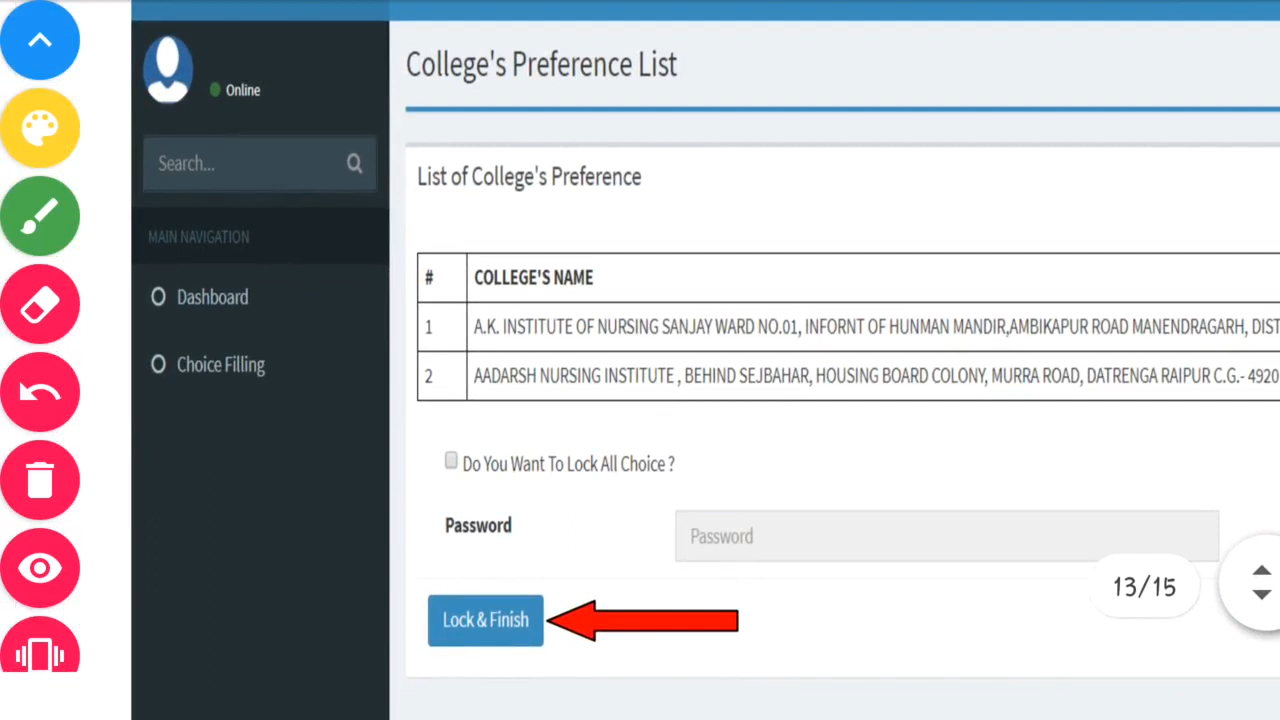 Online
Search...
MAIN NAVIGATION
Dashboard
Choice Filling
College's Preference List
List of College's Preference
# COLLEGE'S NAME
1 A.K. INSTITUTE OF NURSING SANJAY WARD NO.01, INFORNT OF HUNMAN MANDIR,AMBIKAPUR ROAD MANENDRAGARH, DIST
2 AADARSH NURSING INSTITUTE , BEHIND SEJBAHAR, HOUSING BOARD COLONY, MURRA ROAD, DATRENGA RAIPUR C.G.- 4920
Do You Want To Lock All Choice ?
Password
Password
13/15
Lock & Finish